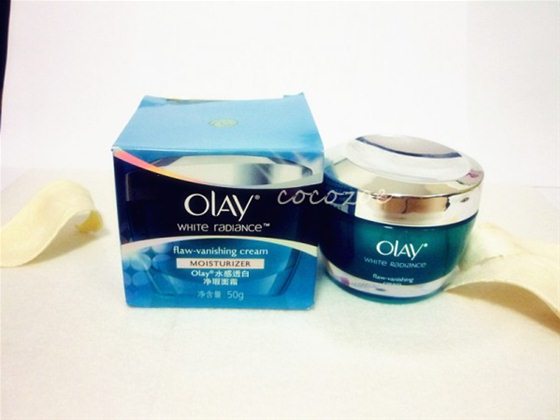 OLAY®
WHITE RADIANCE™
flaw-vanishing cream
MOISTURIZER
Olay®水感透白
净瑕面霜
净含量: 50g
cocozee
OLAY®
WHITE RADIANCE
flaw-vanishing